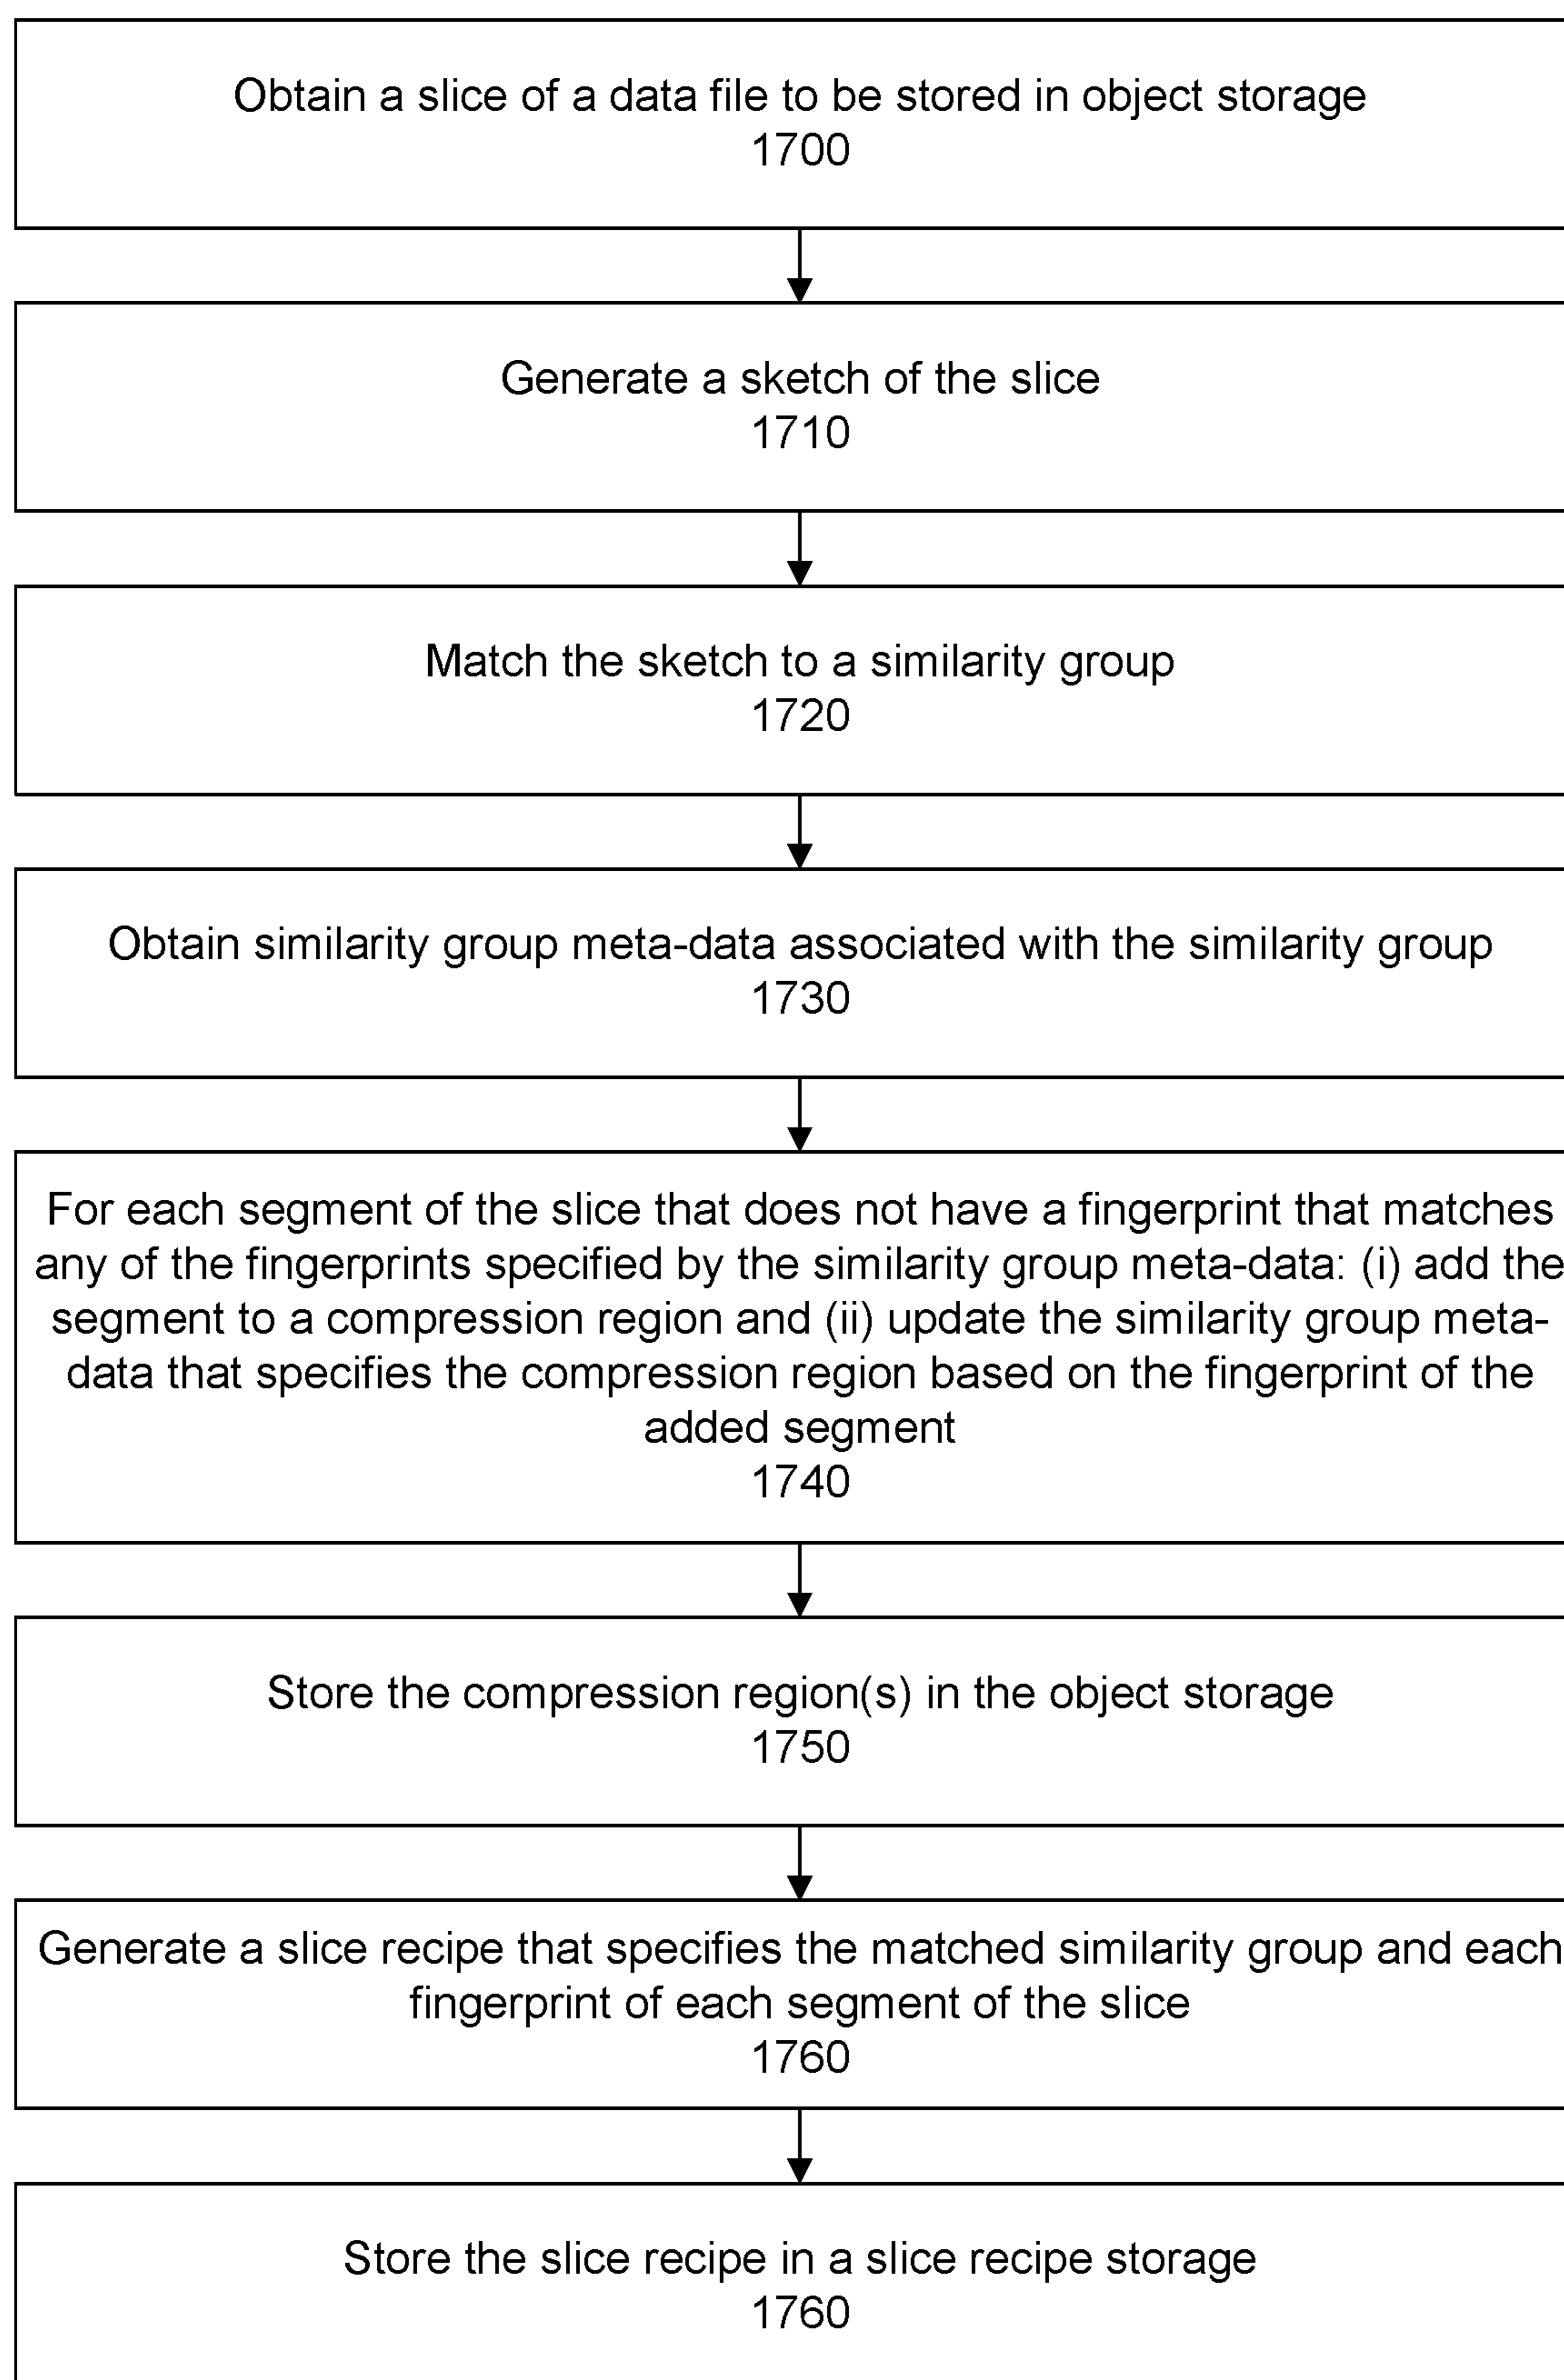 Obtain a slice of a data file to be stored in object storage
1700
Generate a sketch of the slice
1710
Match the sketch to a similarity group
1720
Obtain similarity group meta-data associated with the similarity group
1730
For each segment of the slice that does not have a fingerprint that matches
any of the fingerprints specified by the similarity group meta-data: (i) add the
segment to a compression region and (ii) update the similarity group meta-
data that specifies the compression region based on the fingerprint of the
added segment
1740
Store the compression region(s) in the object storage
1750
Generate a slice recipe that specifies the matched similarity group and each
fingerprint of each segment of the slice
1760
Store the slice recipe in a slice recipe storage
1760